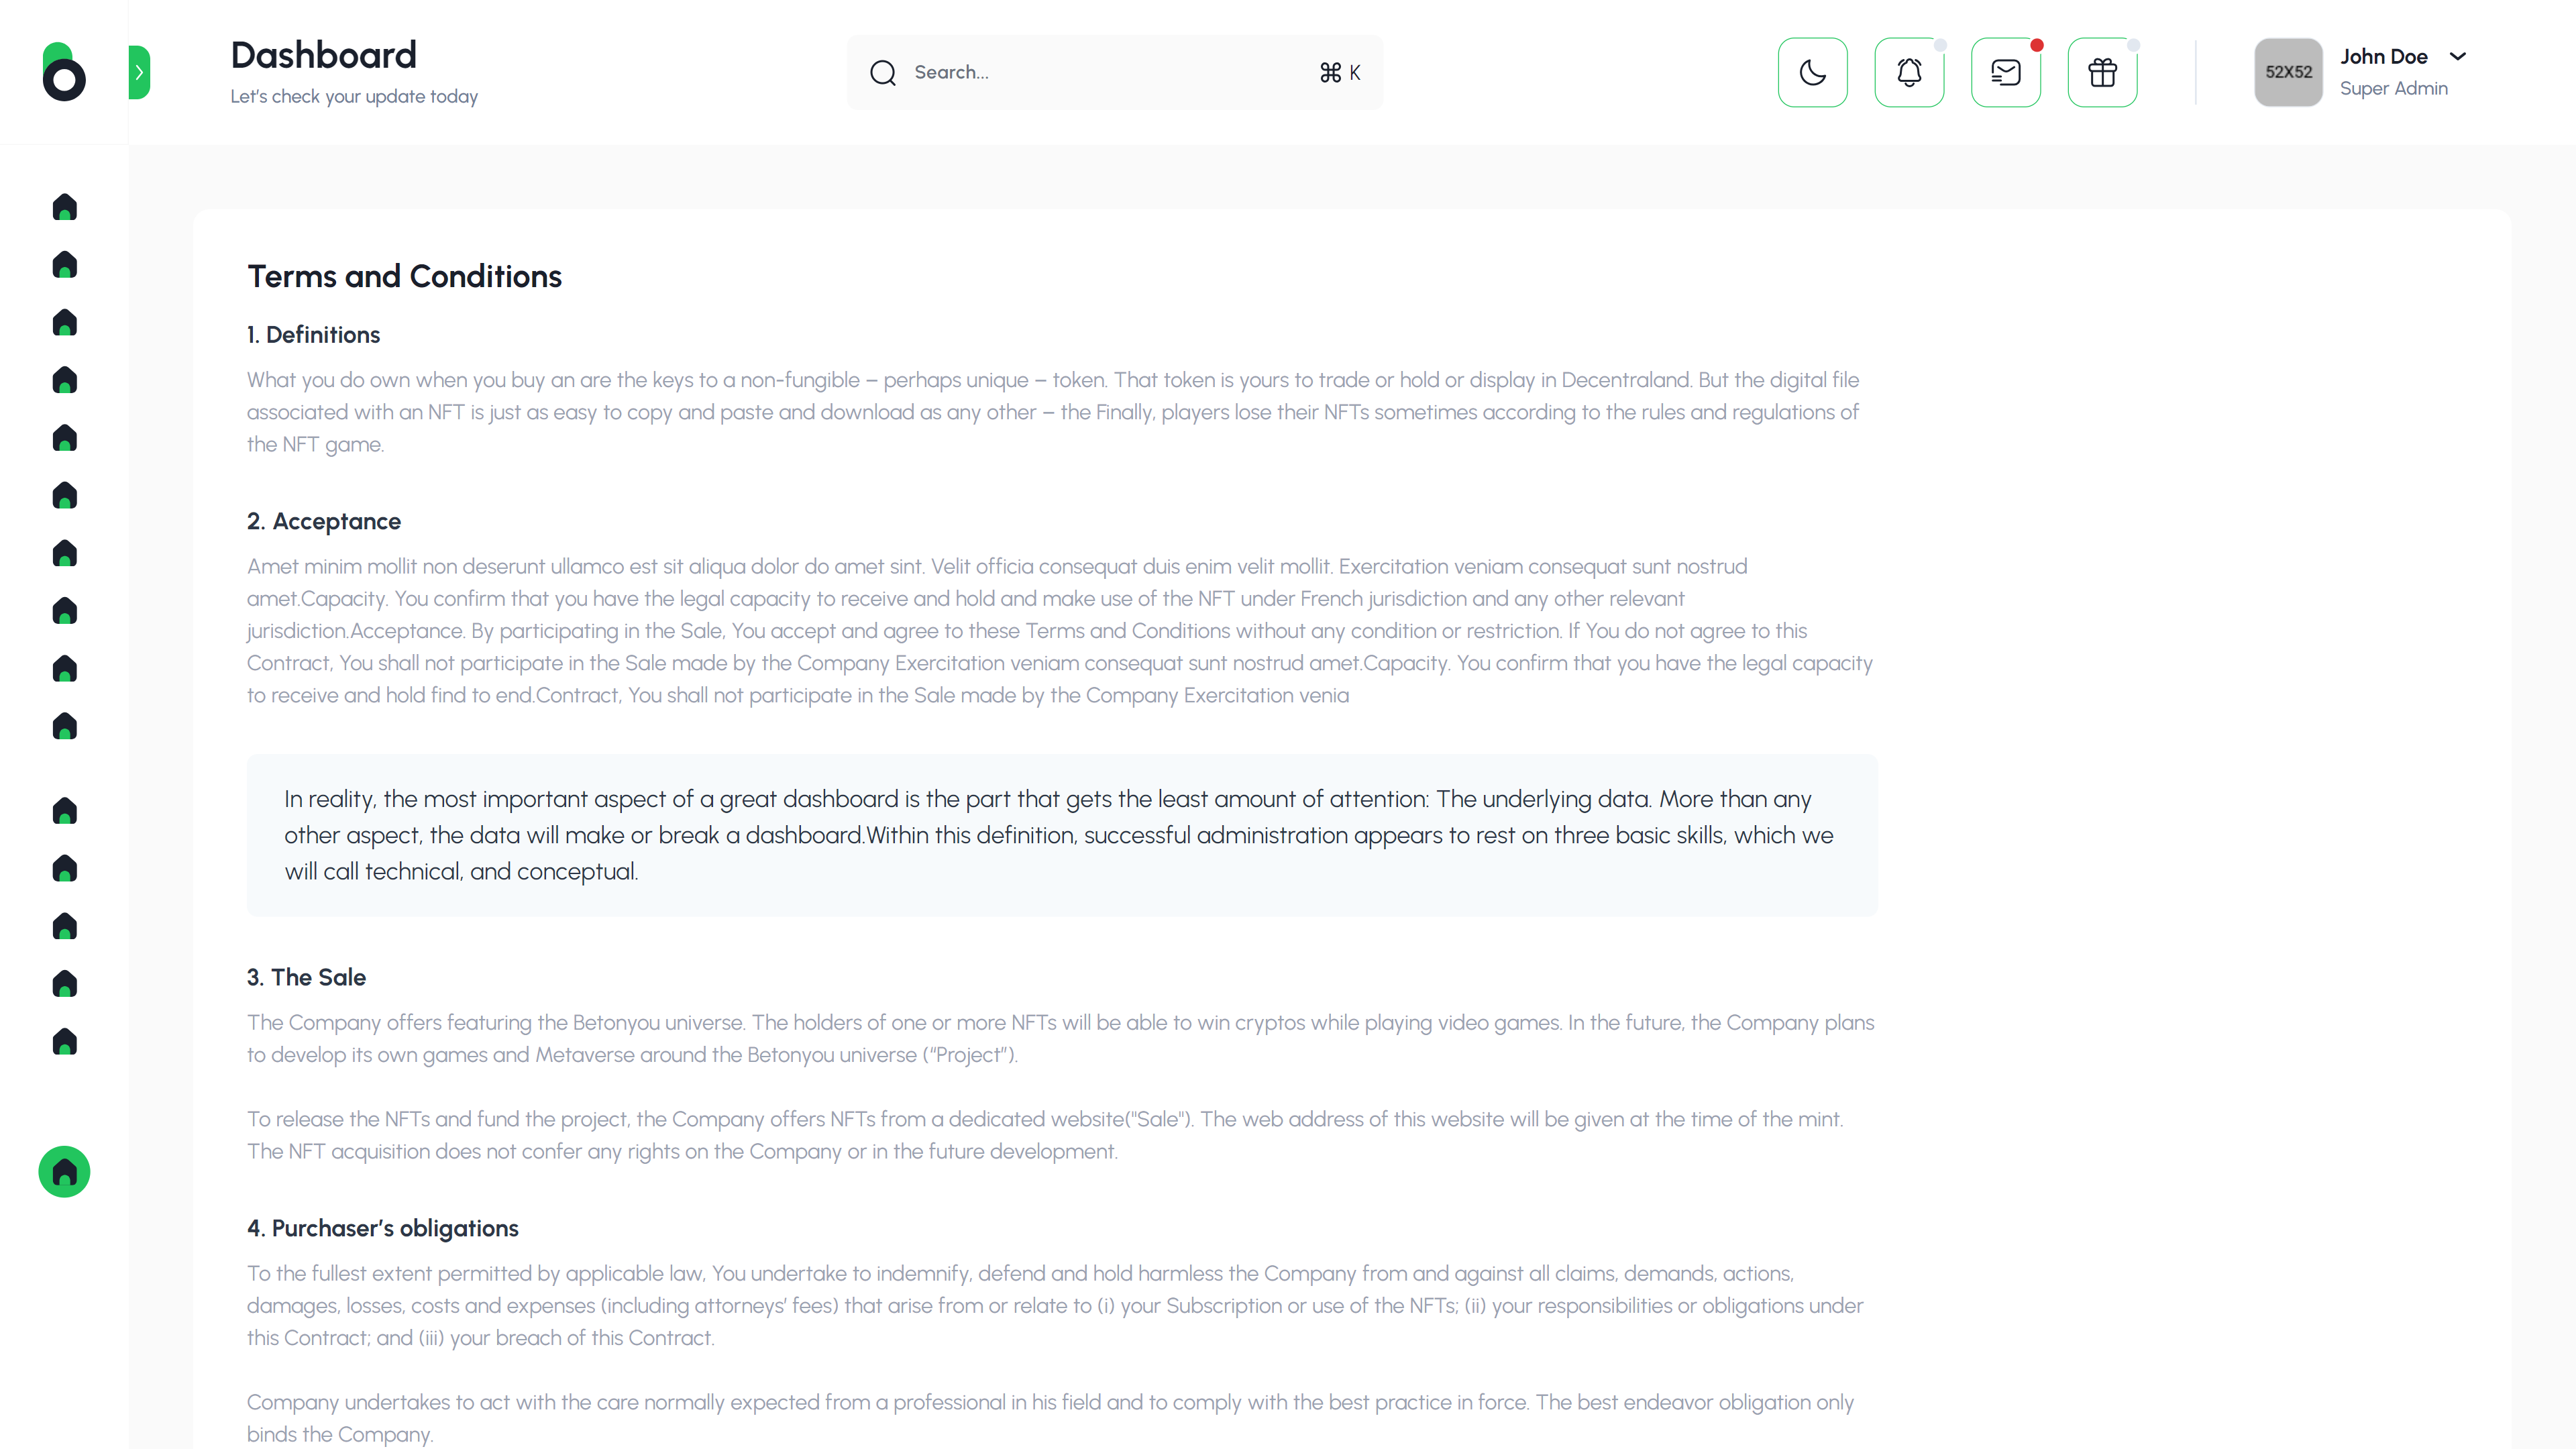 Dashboard
Let's check your update today
Search...
⌘ K
52X52
John Doe
Super Admin
Terms and Conditions
1. Definitions
What you do own when you buy an are the keys to a non-fungible – perhaps unique – token. That token is yours to trade or hold or display in Decentraland. But the digital file
associated with an NFT is just as easy to copy and paste and download as any other – the Finally, players lose their NFTs sometimes according to the rules and regulations of
the NFT game.
2. Acceptance
Amet minim mollit non deserunt ullamco est sit aliqua dolor do amet sint. Velit officia consequat duis enim velit mollit. Exercitation veniam consequat sunt nostrud
amet.Capacity. You confirm that you have the legal capacity to receive and hold and make use of the NFT under French jurisdiction and any other relevant
jurisdiction.Acceptance. By participating in the Sale, You accept and agree to these Terms and Conditions without any condition or restriction. If You do not agree to this
Contract, You shall not participate in the Sale made by the Company Exercitation veniam consequat sunt nostrud amet.Capacity. You confirm that you have the legal capacity
to receive and hold find to end.Contract, You shall not participate in the Sale made by the Company Exercitation venia
In reality, the most important aspect of a great dashboard is the part that gets the least amount of attention: The underlying data. More than any
other aspect, the data will make or break a dashboard.Within this definition, successful administration appears to rest on three basic skills, which we
will call technical, and conceptual.
3. The Sale
The Company offers featuring the Betonyou universe. The holders of one or more NFTs will be able to win cryptos while playing video games. In the future, the Company plans
to develop its own games and Metaverse around the Betonyou universe (“Project”).
To release the NFTs and fund the project, the Company offers NFTs from a dedicated website("Sale"). The web address of this website will be given at the time of the mint.
The NFT acquisition does not confer any rights on the Company or in the future development.
4. Purchaser’s obligations
To the fullest extent permitted by applicable law, You undertake to indemnify, defend and hold harmless the Company from and against all claims, demands, actions,
damages, losses, costs and expenses (including attorneys’ fees) that arise from or relate to (i) your Subscription or use of the NFTs; (ii) your responsibilities or obligations under
this Contract; and (iii) your breach of this Contract.
Company undertakes to act with the care normally expected from a professional in his field and to comply with the best practice in force. The best endeavor obligation only
binds the Company.